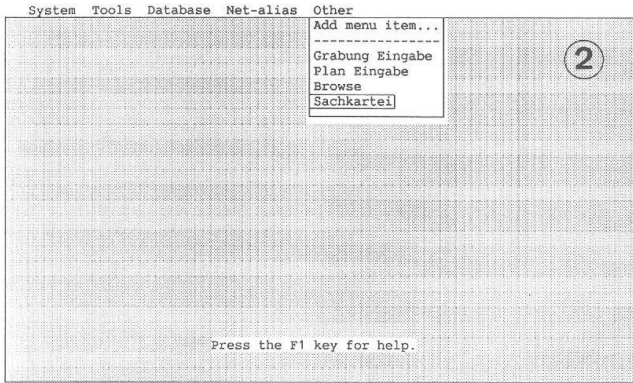 System Tools Database Net-alias Other
Add menu item...
--------------------
Grabung Eingabe
Plan Eingabe
Browse
Sachkartei
2
Press the F1 key for help.